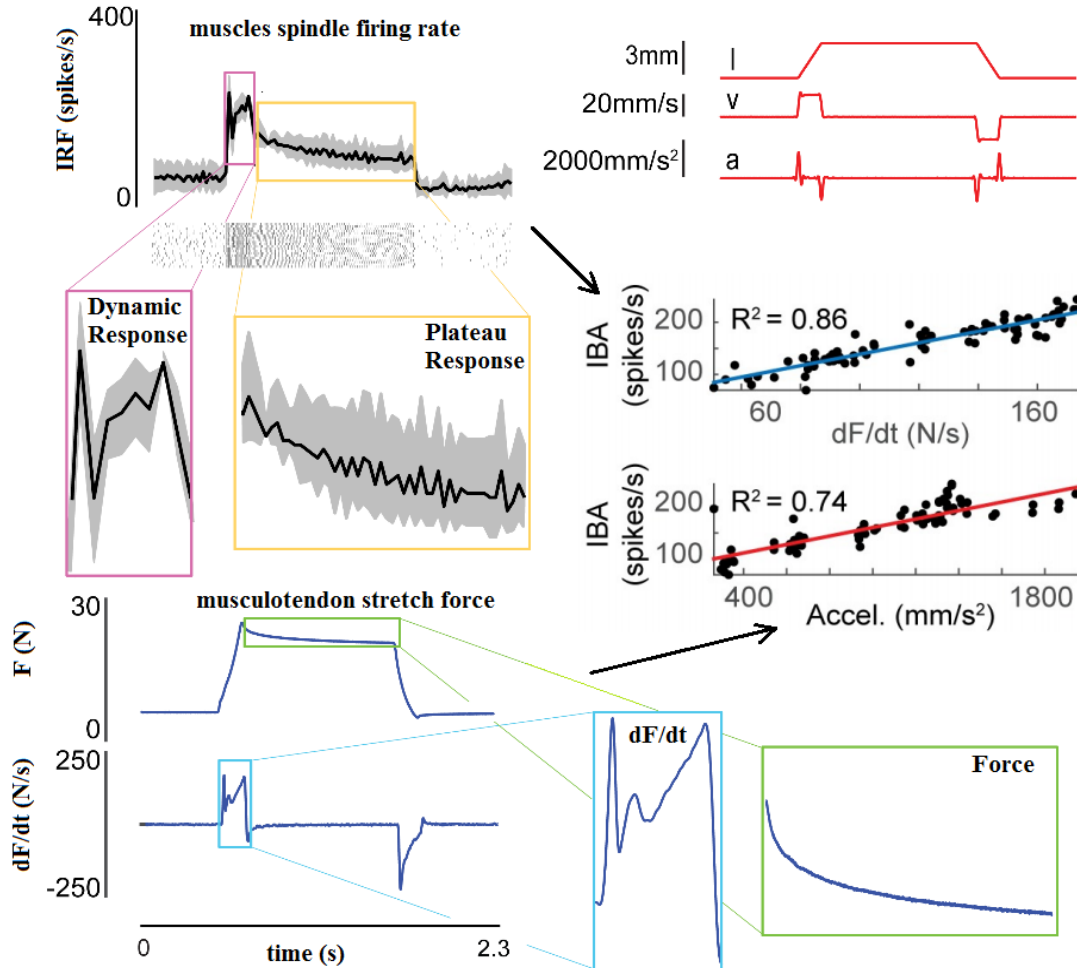 400
muscles spindle firing rate
IRF (spikes/s)
0
3mm
l
20mm/s
v
2000mm/s²
a
Dynamic
Response
Plateau
Response
IBA
(spikes/s)
200
100
R² = 0.86
60
160
dF/dt (N/s)
IBA
(spikes/s)
200
100
R² = 0.74
400
1800
Accel. (mm/s²)
musculotendon stretch force
30
F (N)
0
250
dF/dt (N/s)
-250
0
time (s)
2.3
dF/dt
Force